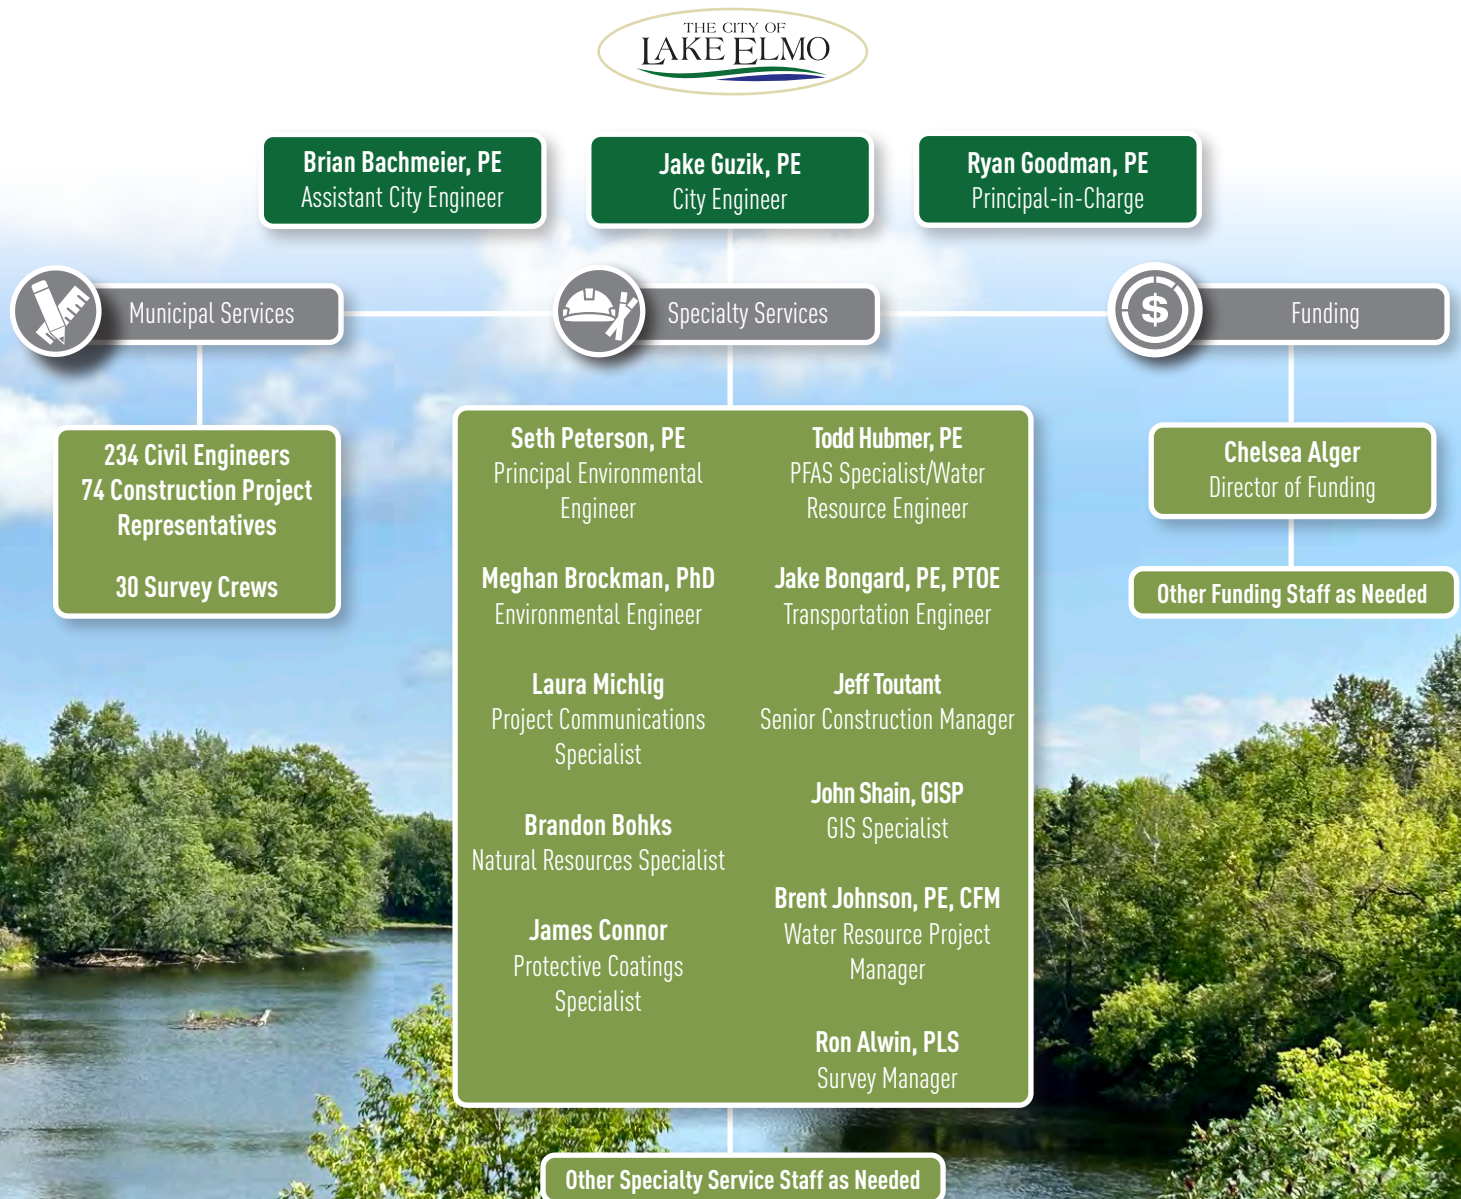 THE CITY OF
LAKE ELMO
Brian Bachmeier, PE
Assistant City Engineer
Jake Guzik, PE
City Engineer
Ryan Goodman, PE
Principal-in-Charge
Municipal Services
Specialty Services
$
Funding
234 Civil Engineers
74 Construction Project
Representatives
30 Survey Crews
Seth Peterson, PE
Principal Environmental
Engineer
Meghan Brockman, PhD
Environmental Engineer
Laura Michlig
Project Communications
Specialist
Brandon Bohks
Natural Resources Specialist
James Connor
Protective Coatings
Specialist
Todd Hubmer, PE
PFAS Specialist/Water
Resource Engineer
Jake Bongard, PE, PTOE
Transportation Engineer
Jeff Toutant
Senior Construction Manager
John Shain, GISP
GIS Specialist
Brent Johnson, PE, CFM
Water Resource Project
Manager
Ron Alwin, PLS
Survey Manager
Other Specialty Service Staff as Needed
Chelsea Alger
Director of Funding
Other Funding Staff as Needed